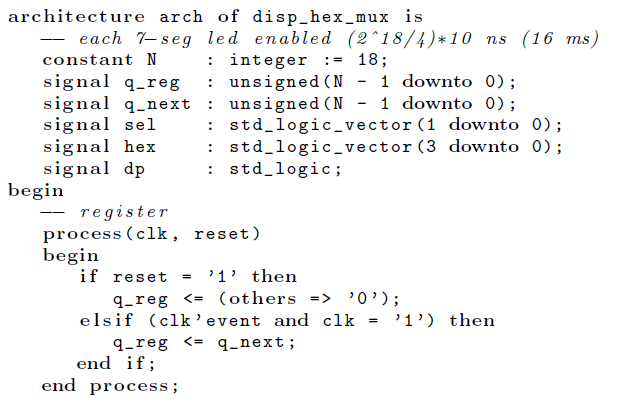 architecture arch of disp_hex_mux is
-- each 7-seg led enabled (2^18/4)*10 ns (16 ms)
constant N : integer := 18;
signal q_reg : unsigned(N - 1 downto 0);
signal q_next : unsigned(N - 1 downto 0);
signal sel : std_logic_vector(1 downto 0);
signal hex : std_logic_vector(3 downto 0);
signal dp : std_logic;
begin
-- register
process(clk, reset)
begin
if reset = '1' then
q_reg <= (others => '0');
elsif (clk'event and clk = '1') then
q_reg <= q_next;
end if;
end process;